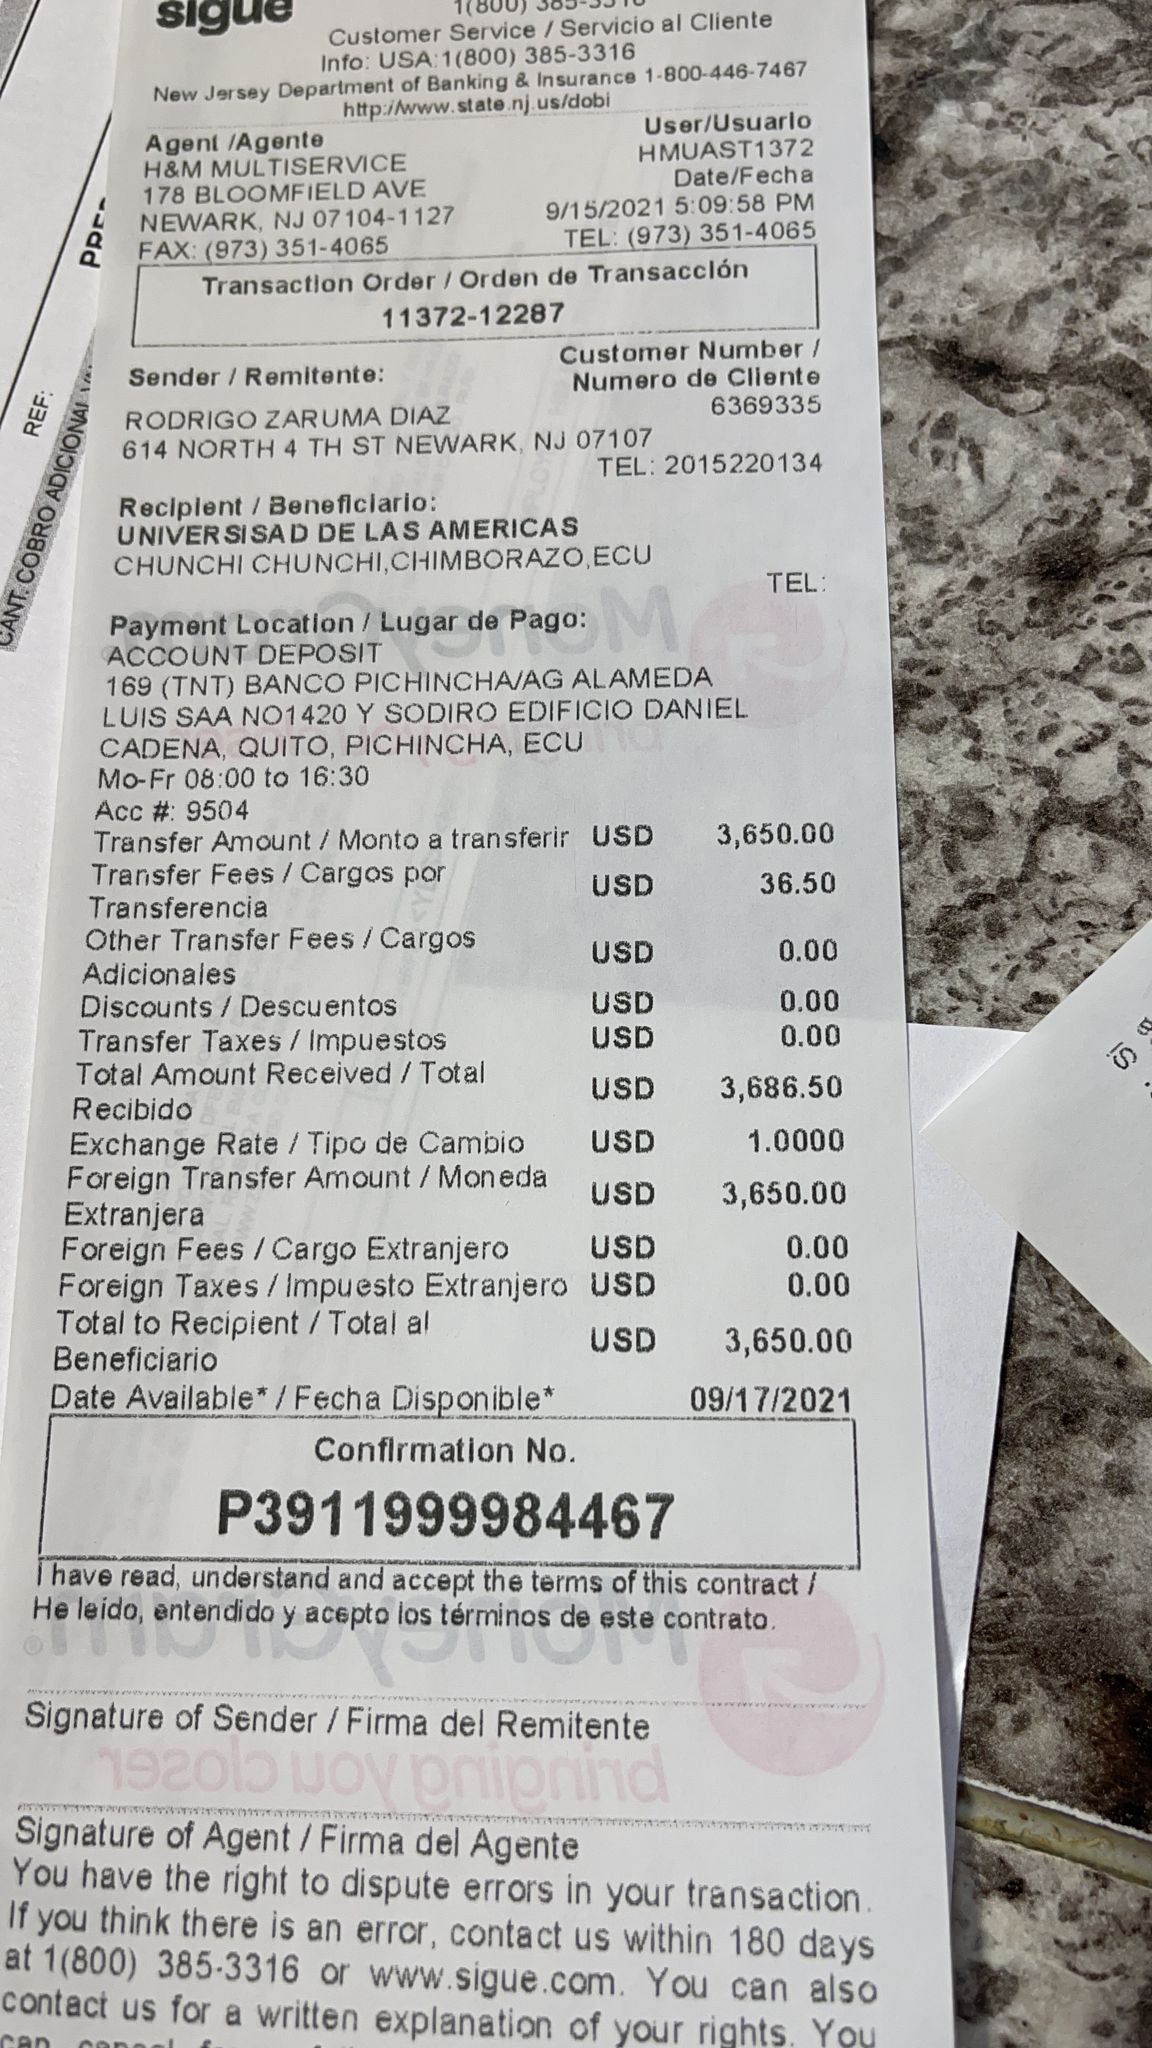 sigue
1(800) 385-3316
Customer Service / Servicio al Cliente
Info: USA:1(800) 385-3316
New Jersey Department of Banking & Insurance 1-800-446-7467
http://www.state.nj.us/dobi
Agent /Agente
User/Usuario
H&M MULTISERVICE
HMUAST1372
178 BLOOMFIELD AVE
Date/Fecha
NEWARK, NJ 07104-1127
9/15/2021 5:09:58 PM
FAX: (973) 351-4065
TEL: (973) 351-4065
Transaction Order / Orden de Transacción
11372-12287
Customer Number /
Sender / Remitente:
Numero de Cliente
6369335
RODRIGO ZARUMA DIAZ
614 NORTH 4 TH ST NEWARK, NJ 07107
TEL: 2015220134
Recipient / Beneficiario:
UNIVERSISAD DE LAS AMERICAS
CHUNCHI CHUNCHI,CHIMBORAZO,ECU
TEL:
Payment Location / Lugar de Pago:
ACCOUNT DEPOSIT
169 (TNT) BANCO PICHINCHA/AG ALAMEDA
LUIS SAA NO1420 Y SODIRO EDIFICIO DANIEL
CADENA, QUITO, PICHINCHA, ECU
Mo-Fr 08:00 to 16:30
Acc #: 9504
Transfer Amount / Monto a transferir USD 3,650.00
Transfer Fees / Cargos por
Transferencia USD 36.50
Other Transfer Fees / Cargos
Adicionales USD 0.00
Discounts / Descuentos USD 0.00
Transfer Taxes / Impuestos USD 0.00
Total Amount Received / Total
Recibido USD 3,686.50
Exchange Rate / Tipo de Cambio USD 1.0000
Foreign Transfer Amount / Moneda
Extranjera USD 3,650.00
Foreign Fees / Cargo Extranjero USD 0.00
Foreign Taxes / Impuesto Extranjero USD 0.00
Total to Recipient / Total al
Beneficiario USD 3,650.00
Date Available* / Fecha Disponible* 09/17/2021
Confirmation No.
P3911999984467
I have read, understand and accept the terms of this contract /
He leído, entendido y acepto los términos de este contrato.
MoneyGram
bringing you closer
Signature of Sender / Firma del Remitente
Signature of Agent / Firma del Agente
You have the right to dispute errors in your transaction.
If you think there is an error, contact us within 180 days
at 1(800) 385-3316 or www.sigue.com. You can also
contact us for a written explanation of your rights. You
REF:
CANT. COBRO ADICIONAL